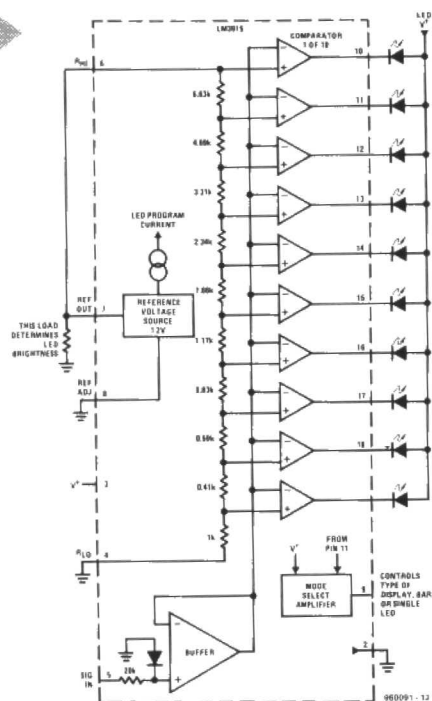 LM3915
COMPARATOR
1 OF 10
LED
V+
RHI 6
10
11
12
13
14
15
16
17
18
1
6.63k
4.69k
3.31k
2.34k
1.66k
1.17k
0.83k
0.59k
0.41k
1k
LED PROGRAM
CURRENT
REF
OUT 7
REFERENCE
VOLTAGE
SOURCE
1.2V
THIS LOAD
DETERMINES
LED
BRIGHTNESS
REF
ADJ 8
V+ 3
RLO 4
V+
FROM
PIN 11
MODE
SELECT
AMPLIFIER
9
CONTROLS
TYPE OF
DISPLAY, BAR
OR SINGLE
LED
2
BUFFER
SIG
IN 5
20k
960091 - 13